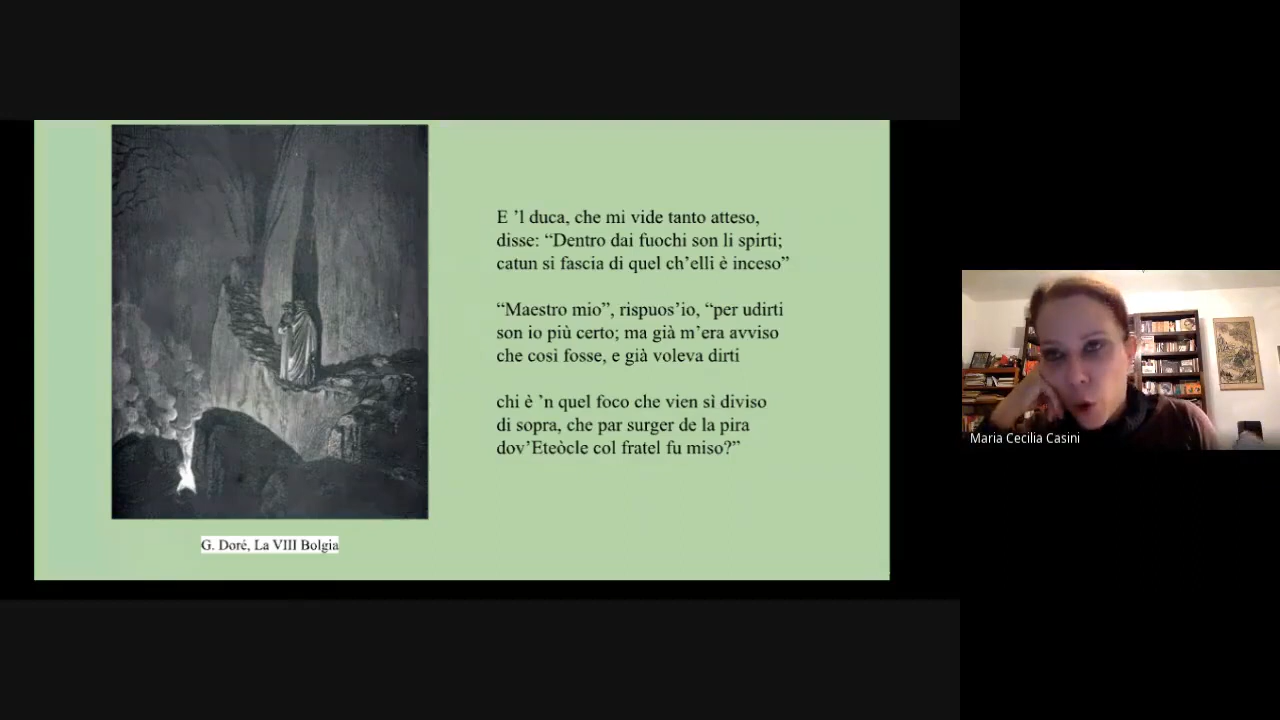 E ’l duca, che mi vide tanto atteso,
disse: “Dentro dai fuochi son li spirti;
catun si fascia di quel ch’elli è inceso”
“Maestro mio”, rispuos’io, “per udirti
son io più certo; ma già m’era avviso
che così fosse, e già voleva dirti
chi è ’n quel foco che vien sì diviso
di sopra, che par surger de la pira
dov’Eteòcle col fratel fu miso?”
G. Doré, La VIII Bolgia
Maria Cecilia Casini